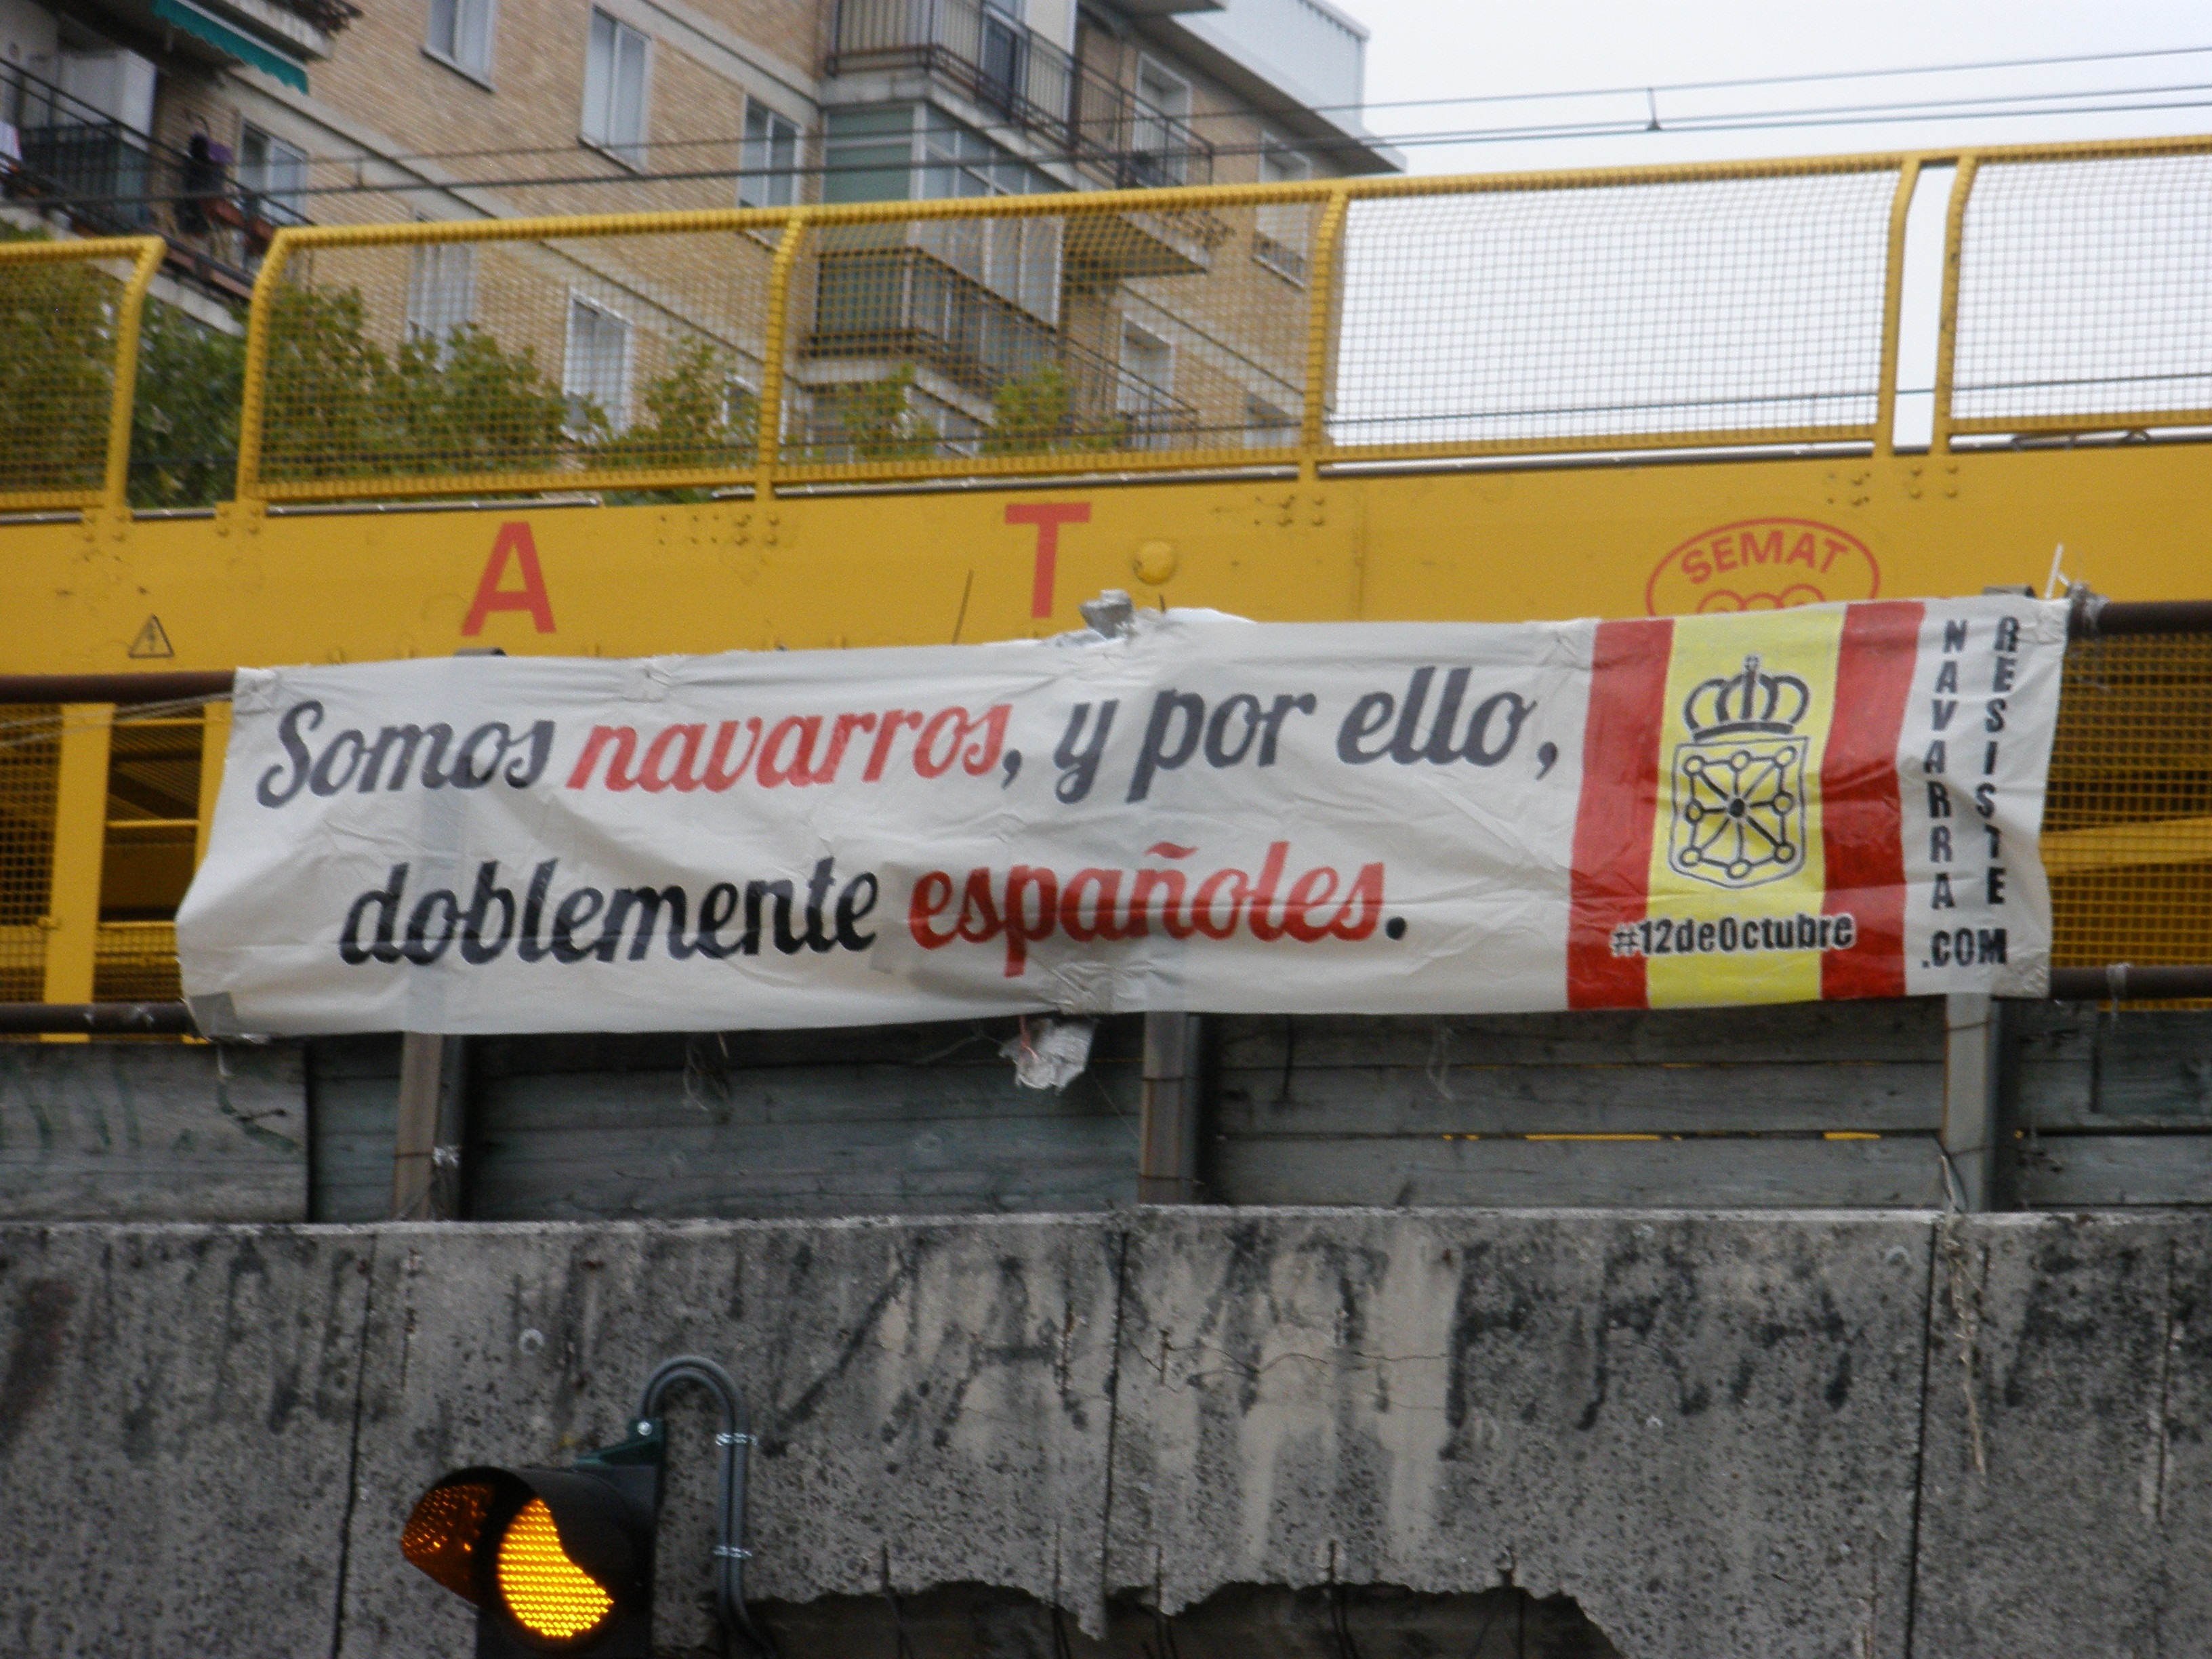 A T
SEMAT
Somos navarros, y por ello,
doblemente españoles.
#12deOctubre
NAVARRA
RESISTE
.COM